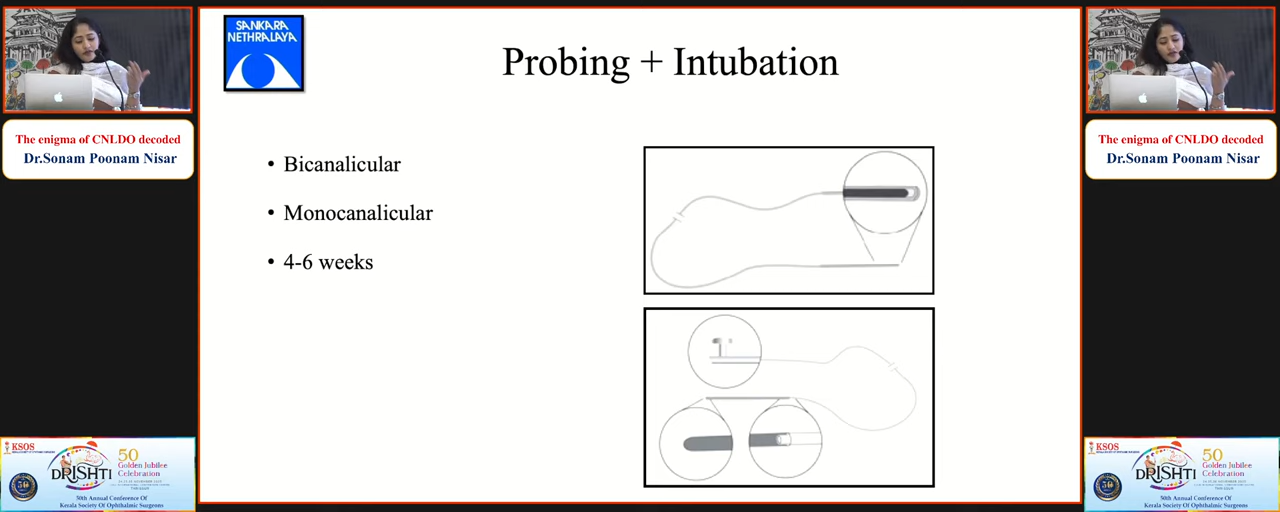 SANKARA
NETHRALAYA
Probing + Intubation
• Bicanalicular
• Monocanalicular
• 4-6 weeks
The enigma of CNLDO decoded
Dr.Sonam Poonam Nisar
The enigma of CNLDO decoded
Dr.Sonam Poonam Nisar
KSOS
DRISHTI
50
Golden Jubilee
Celebration
50th Annual Conference Of
Kerala Society Of Ophthalmic Surgeons
KSOS
DRISHTI
50
Golden Jubilee
Celebration
50th Annual Conference Of
Kerala Society Of Ophthalmic Surgeons